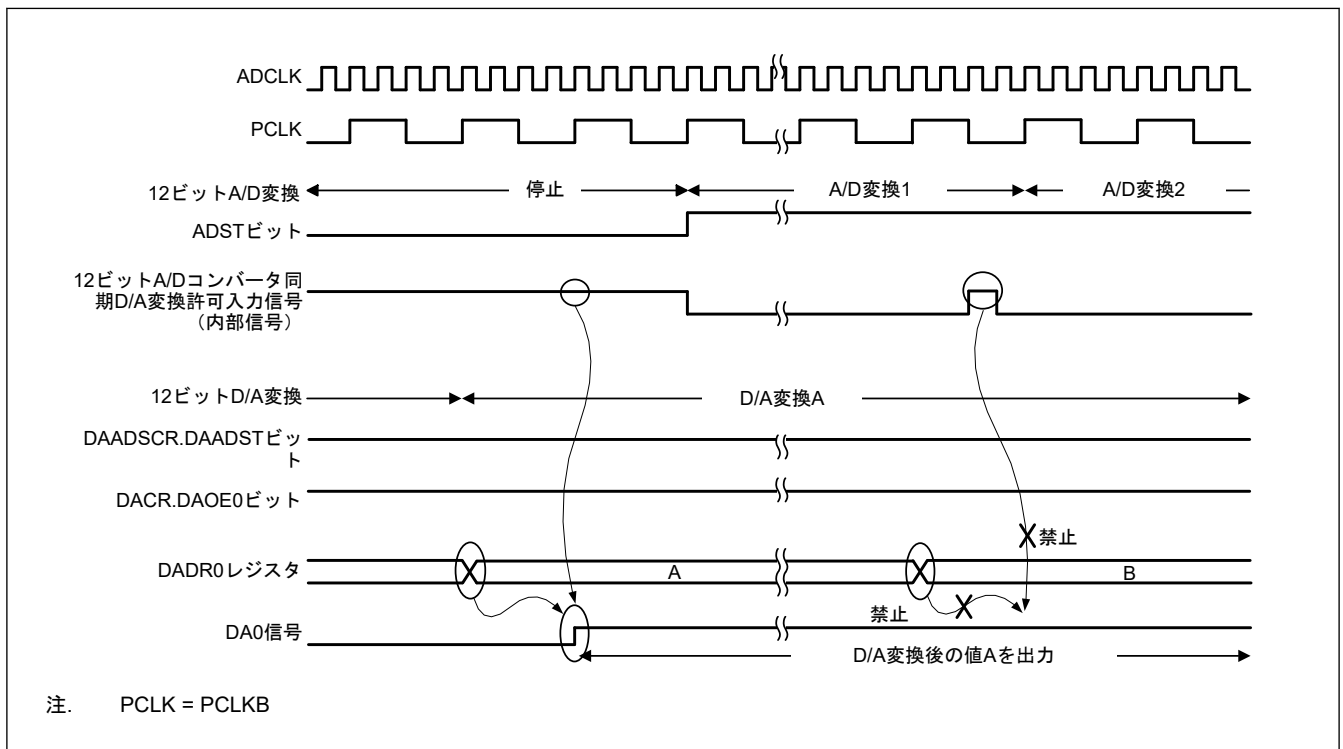 ADCLK
PCLK
12ビットA/D変換
停止
A/D変換1
A/D変換2
ADSTビット
12ビットA/Dコンバータ同
期D/A変換許可入力信号
（内部信号）
12ビットD/A変換
D/A変換A
DAADSCR.DAADSTビッ
ト
DACR.DAOE0ビット
禁止
DADR0レジスタ
A
B
禁止
DA0信号
D/A変換後の値Aを出力
注. PCLK = PCLKB